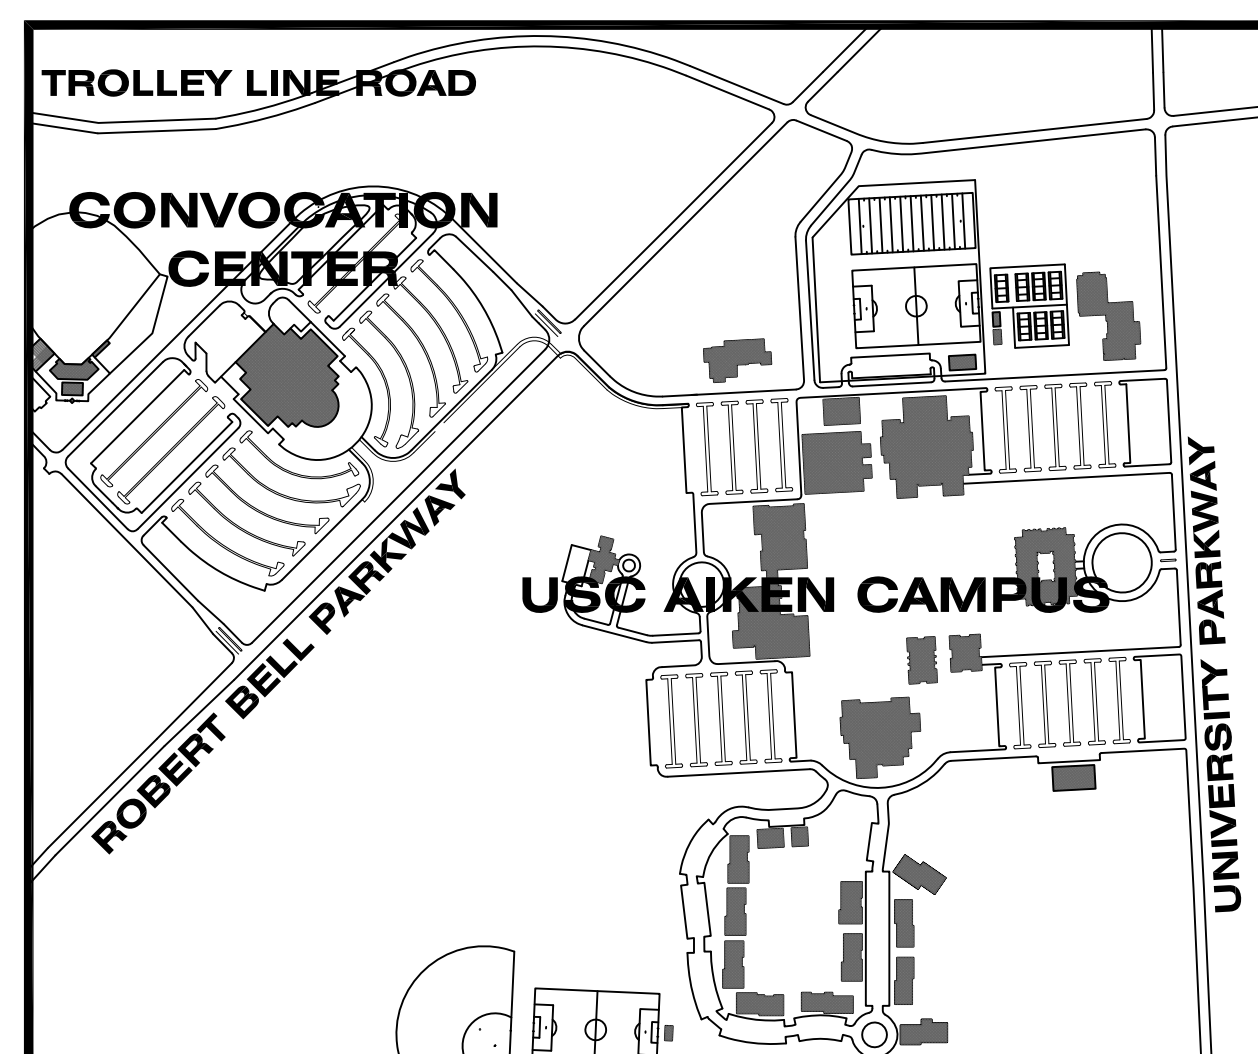 TROLLEY LINE ROAD
CONVOCATION
CENTER
ROBERT BELL PARKWAY
USC AIKEN CAMPUS
UNIVERSITY PARKWAY